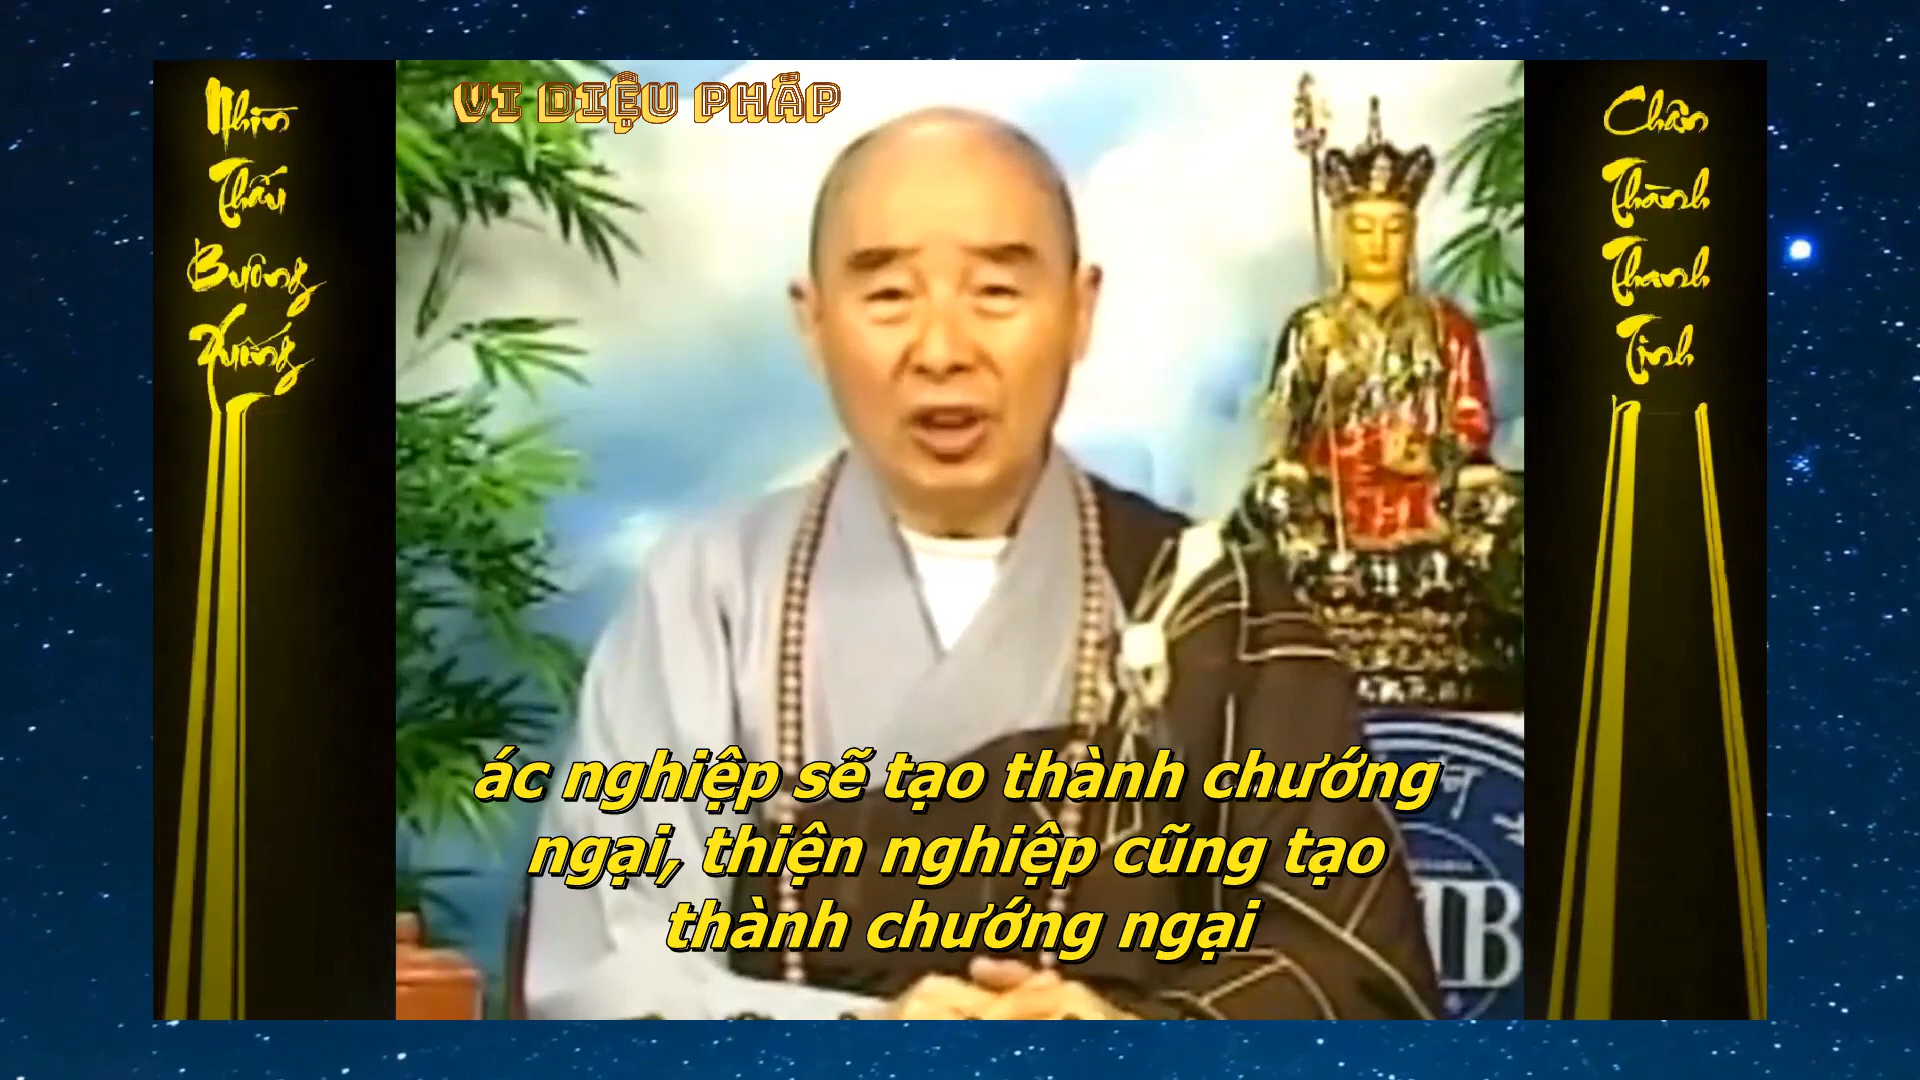 VI DIỆU PHÁP
Nhìn
Thấu
Buông
Xuống
Chân
Thành
Thanh
Tịnh
ác nghiệp sẽ tạo thành chướng
ngại, thiện nghiệp cũng tạo
thành chướng ngại